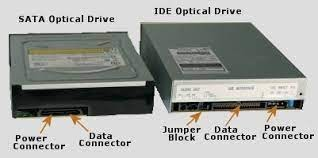 SATA Optical Drive
IDE Optical Drive
Power
Connector
Data
Connector
Jumper
Block
Data
Connector
Power
Connector